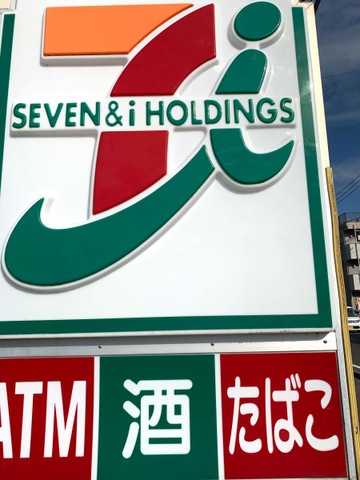 SEVEN&i HOLDINGS
ATM 酒 たばこ